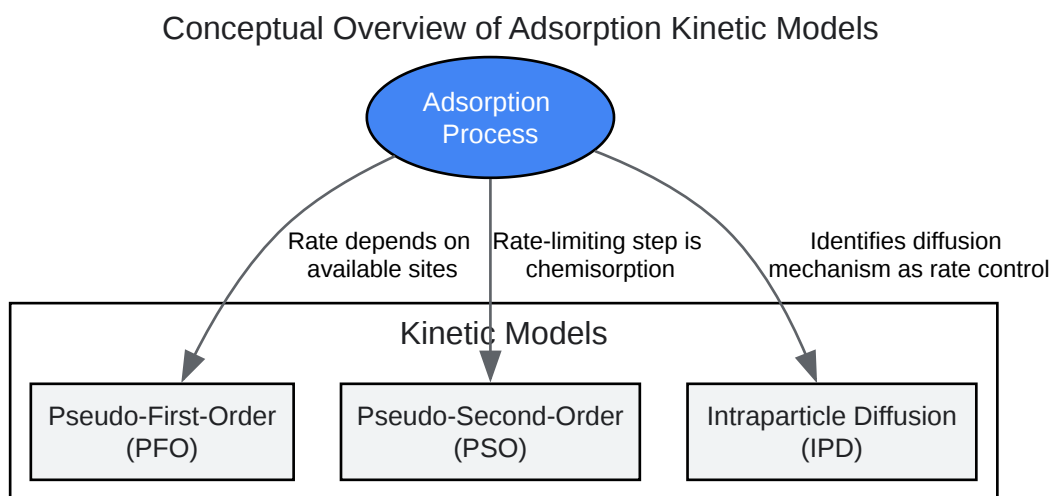 Conceptual Overview of Adsorption Kinetic Models
Adsorption
Process
Rate depends on
available sites
Rate-limiting step is
chemisorption
Identifies diffusion
mechanism as rate control
Kinetic Models
Pseudo-First-Order
(PFO)
Pseudo-Second-Order
(PSO)
Intraparticle Diffusion
(IPD)